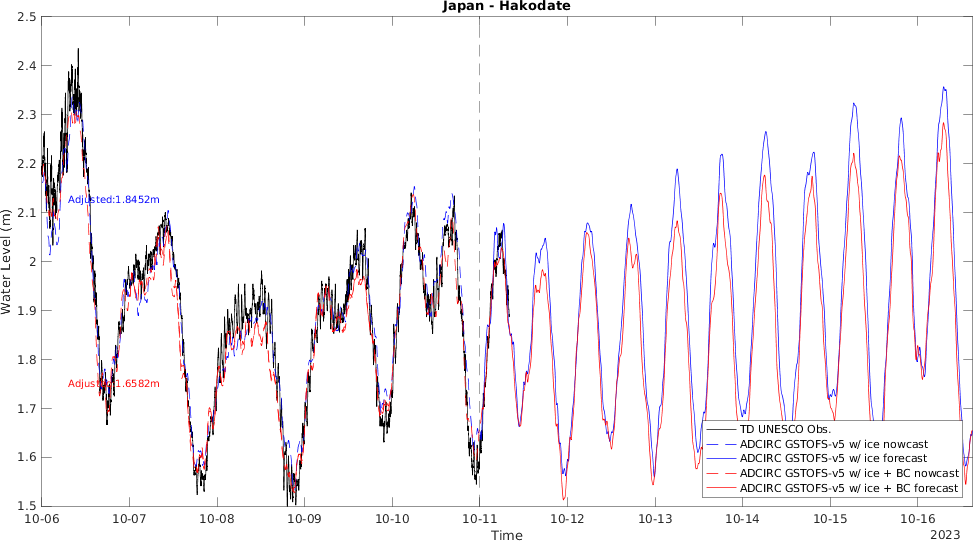 Japan - Hakodate
2.5
2.4
2.3
2.2
2.1
2
1.9
1.8
1.7
1.6
1.5
Water Level (m)
Adjusted:1.8452m
Adjusted:1.6582m
TD UNESCO Obs.
ADCIRC GSTOFS-v5 w/ ice nowcast
ADCIRC GSTOFS-v5 w/ ice forecast
ADCIRC GSTOFS-v5 w/ ice + BC nowcast
ADCIRC GSTOFS-v5 w/ ice + BC forecast
10-06 10-07 10-08 10-09 10-10 10-11 10-12 10-13 10-14 10-15 10-16
Time
2023